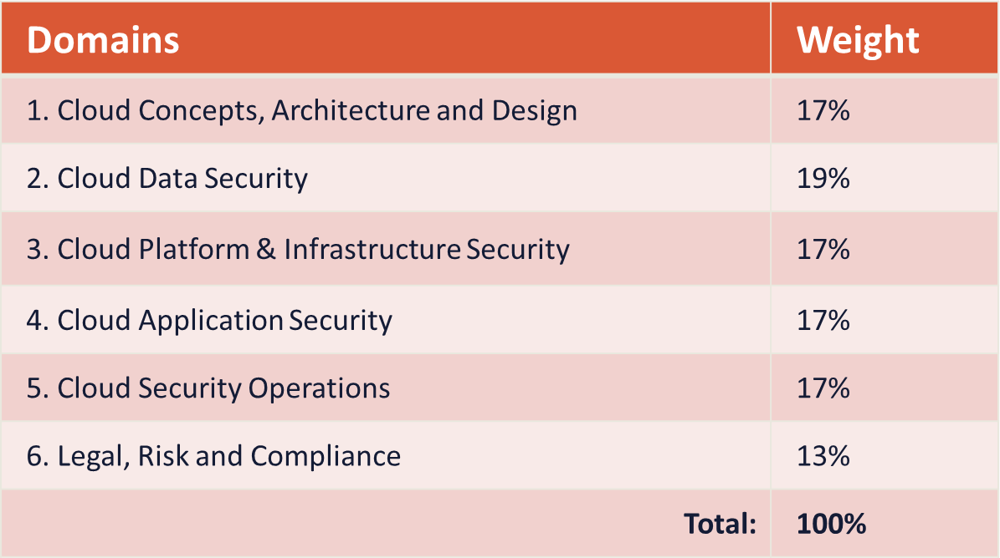 Domains Weight
1. Cloud Concepts, Architecture and Design 17%
2. Cloud Data Security 19%
3. Cloud Platform & Infrastructure Security 17%
4. Cloud Application Security 17%
5. Cloud Security Operations 17%
6. Legal, Risk and Compliance 13%
Total: 100%